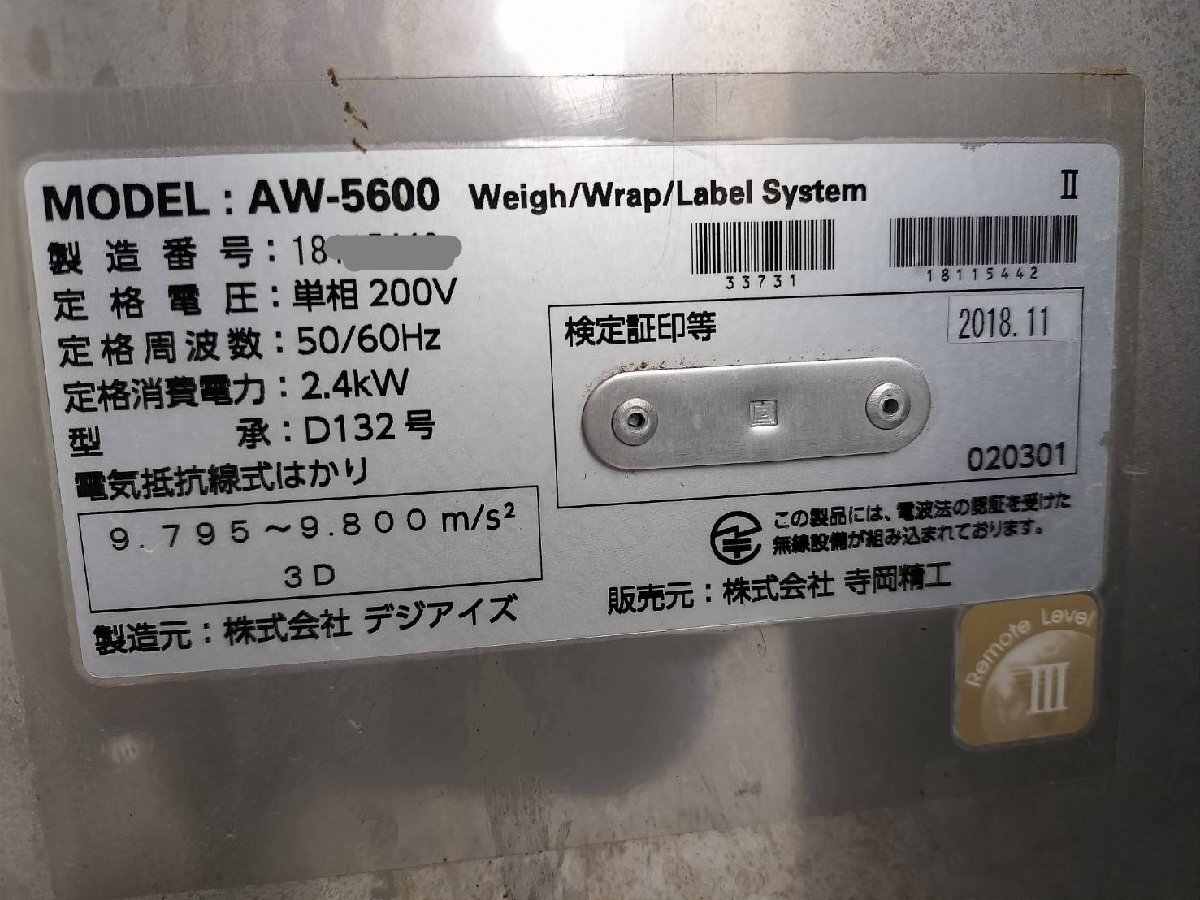 MODEL : AW-5600 Weigh/Wrap/Label System II
製造番号：18
33731
18115442
定格電圧：単相 200V
定格周波数：50/60Hz
定格消費電力：2.4kW
型承：D132号
電気抵抗線式はかり
9.795～9.800 m/s²
3D
製造元：株式会社 デジアイズ
検定証印等
2018.11
020301
この製品には、電波法の認証を受けた
無線設備が組み込まれております。
販売元：株式会社 寺岡精工
Remote Level
III